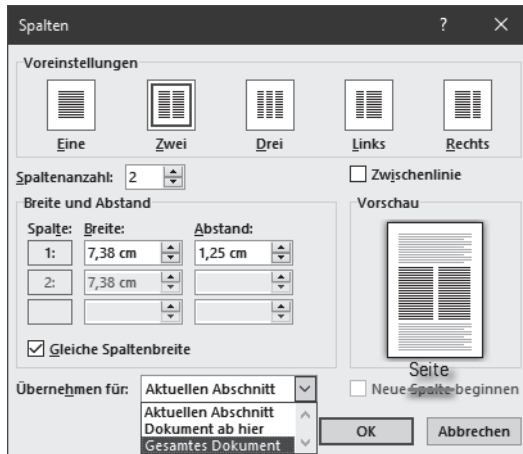 Spalten ? ×
Voreinstellungen
Eine Zwei Drei Links Rechts
Spaltenanzahl: 2
Zwischenlinie
Breite und Abstand
Vorschau
Spalte: Breite: Abstand:
1: 7,38 cm 1,25 cm
2: 7,38 cm
Gleiche Spaltenbreite
Seite
Übernehmen für: Aktuellen Abschnitt
Neue Spalte beginnen
Aktuellen Abschnitt
Dokument ab hier
Gesamtes Dokument
OK Abbrechen